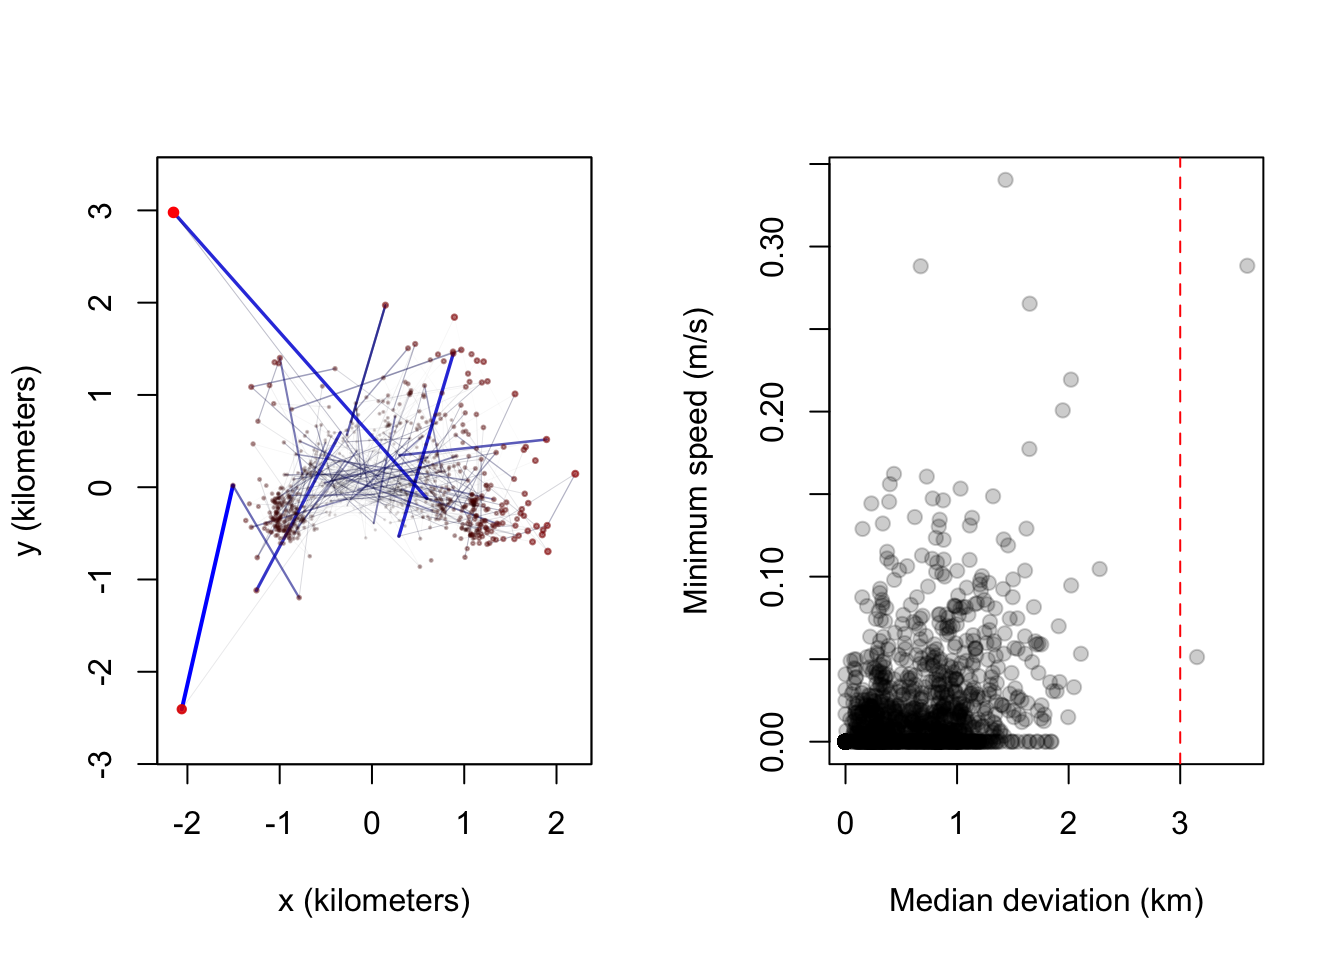 3
2
1
0
-1
-2
-3
y (kilometers)
-2 -1 0 1 2
x (kilometers)
0.30
0.20
0.10
0.00
Minimum speed (m/s)
0 1 2 3
Median deviation (km)